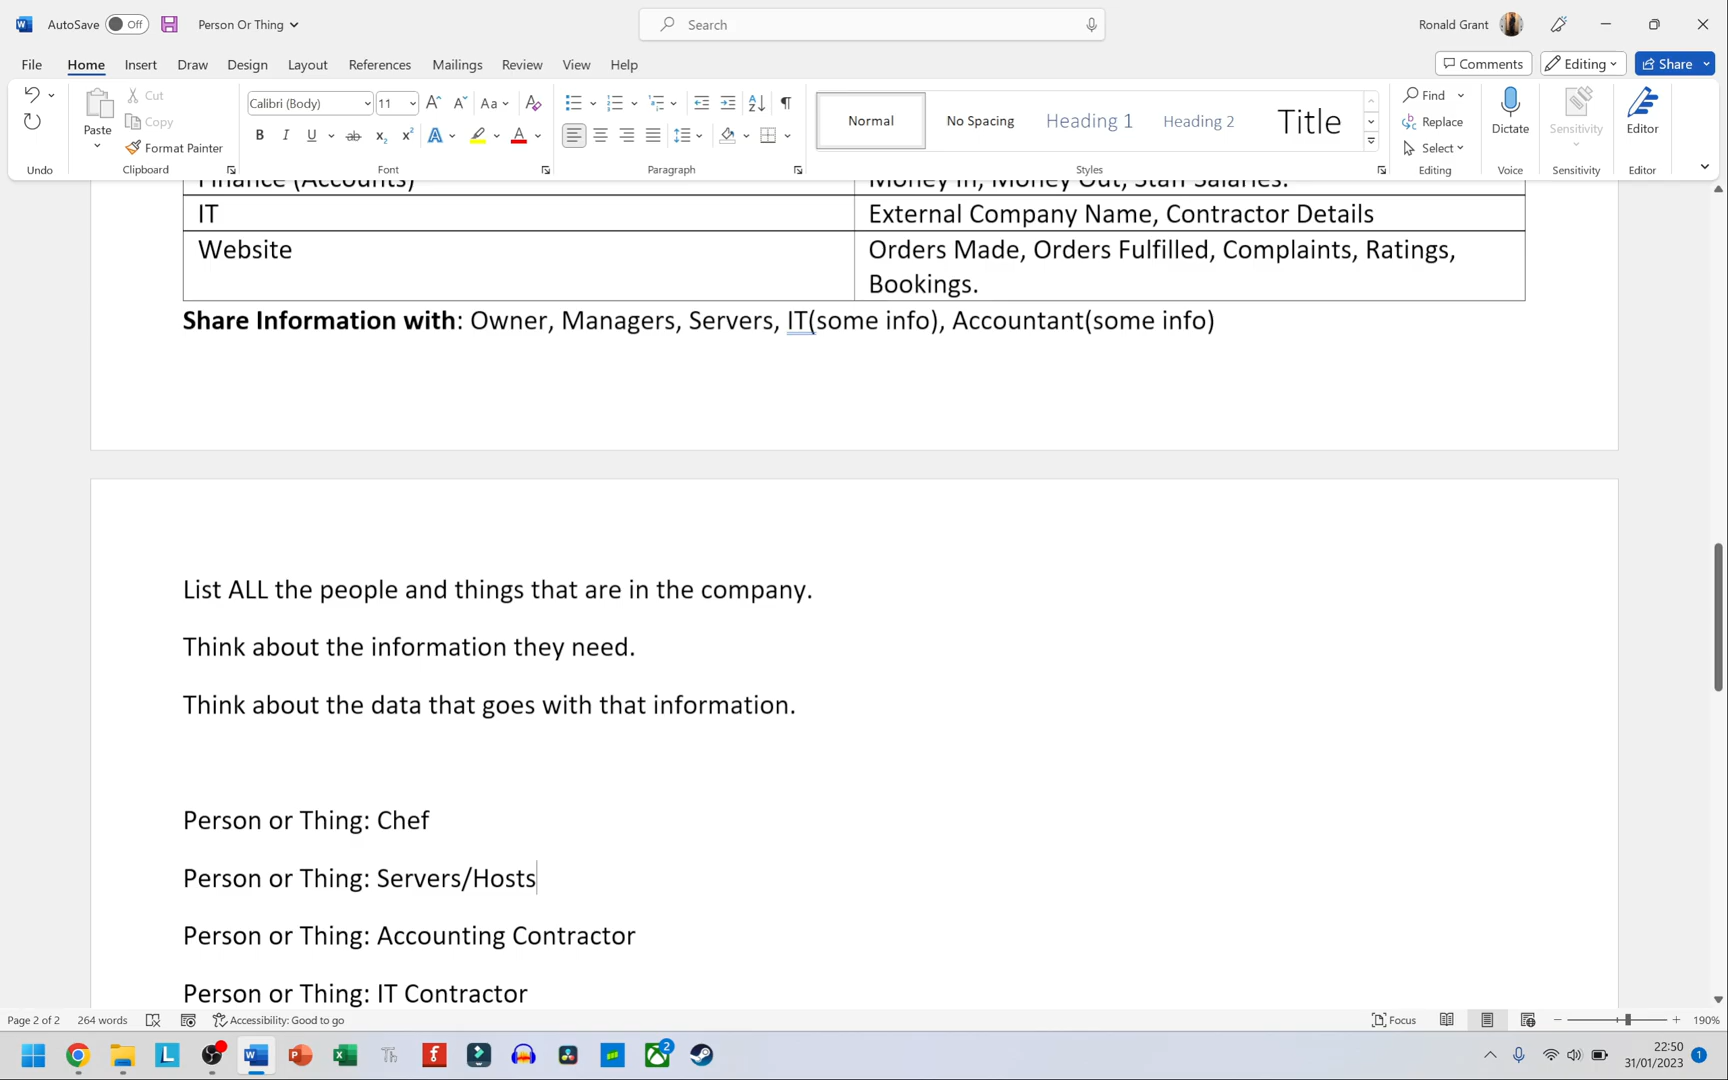 AutoSave Off Person Or Thing Search Ronald Grant
File Home Insert Draw Design Layout References Mailings Review View Help Comments Editing Share
Paste Cut Copy Format Painter
Calibri (Body) 11 Aa
B I U ab x₂ x² A A
Normal No Spacing Heading 1 Heading 2 Title
Find Replace Select
Dictate Sensitivity Editor
Undo Clipboard Font Paragraph Styles Editing Voice Sensitivity Editor
Finance (Accounts) Money In, Money Out, Staff Salaries.
IT External Company Name, Contractor Details
Website Orders Made, Orders Fulfilled, Complaints, Ratings,
Bookings.
Share Information with: Owner, Managers, Servers, IT(some info), Accountant(some info)
List ALL the people and things that are in the company.
Think about the information they need.
Think about the data that goes with that information.
Person or Thing: Chef
Person or Thing: Servers/Hosts
Person or Thing: Accounting Contractor
Person or Thing: IT Contractor
Page 2 of 2 264 words Accessibility: Good to go Focus 190%
22:50
31/01/2023